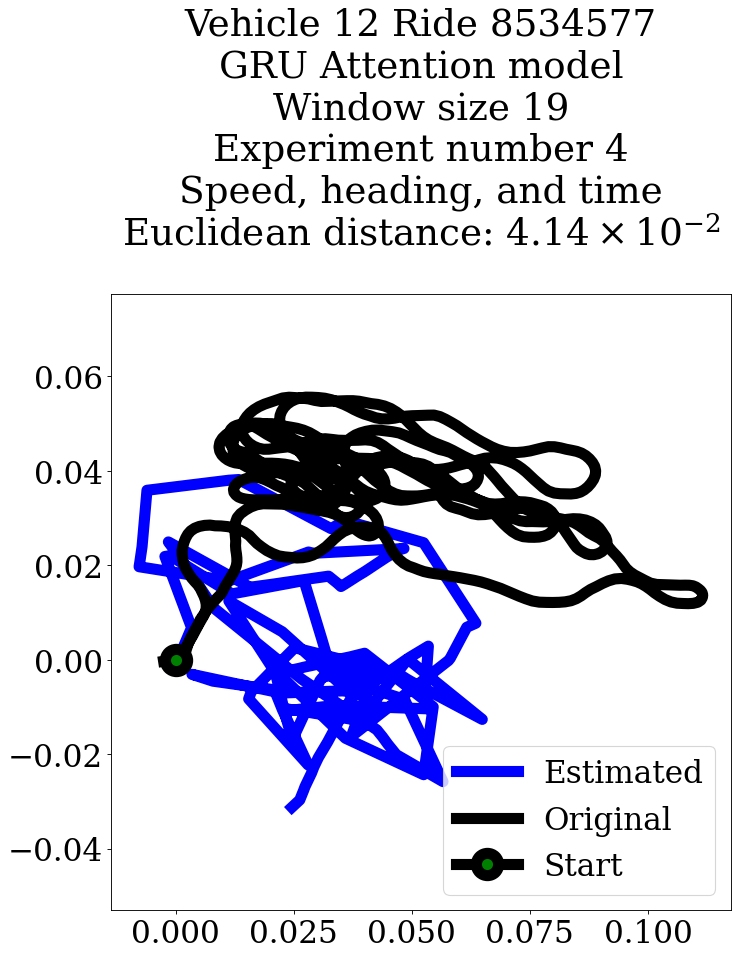 Vehicle 12 Ride 8534577
GRU Attention model
Window size 19
Experiment number 4
Speed, heading, and time
Euclidean distance: 4.14 × 10⁻²
0.06
0.04
0.02
0.00
−0.02
−0.04
Estimated
Original
Start
0.000 0.025 0.050 0.075 0.100